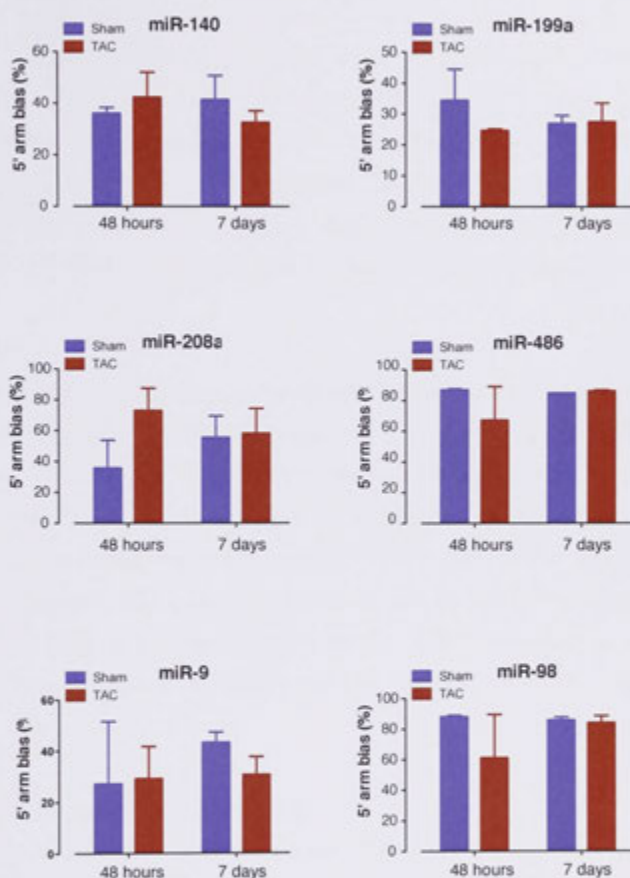 miR-140
Sham
TAC
5' arm bias (%)
60
40
20
0
48 hours
7 days
miR-199a
Sham
TAC
5' arm bias (%)
50
40
30
20
10
0
48 hours
7 days
miR-208a
Sham
TAC
5' arm bias (%)
100
80
60
40
20
0
48 hours
7 days
miR-486
Sham
TAC
5' arm bias (%
100
80
60
40
20
0
48 hours
7 days
miR-9
Sham
TAC
5' arm bias (%
60
40
20
0
48 hours
7 days
miR-98
Sham
TAC
5' arm bias (%)
100
80
60
40
20
0
48 hours
7 days